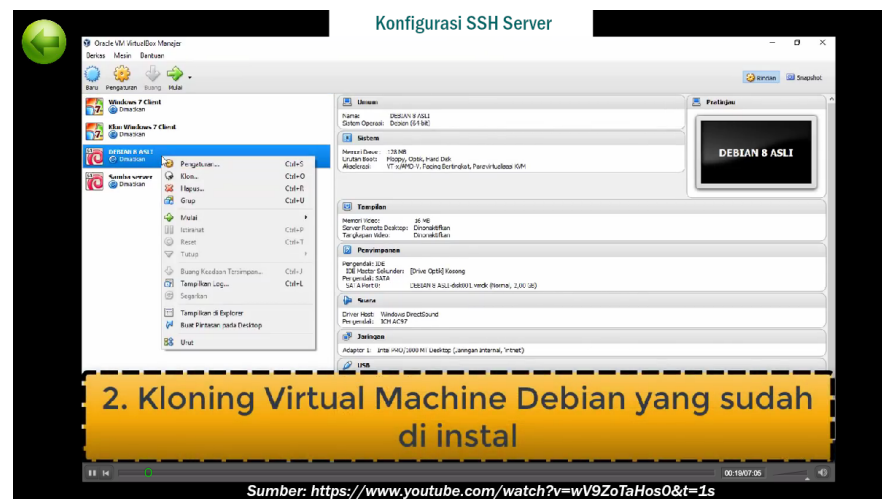 Konfigurasi SSH Server
Oracle VM VirtualBox Manajer
Berkas Mesin Bantuan
Baru Pengaturan Buang Mulai
Rincian Snapshot
Windows 7 Client
Dimatikan
Klon Windows 7 Client
Dimatikan
DEBIAN 8 ASLI
Dimatikan
Samba server
Dimatikan
Pengaturan... Ctrl+S
Klon... Ctrl+O
Hapus... Ctrl+R
Grup Ctrl+U
Mulai
Istirahat Ctrl+P
Reset Ctrl+T
Tutup
Buang Keadaan Tersimpan... Ctrl+J
Tampilkan Log... Ctrl+L
Segarkan
Tampilkan di Explorer
Buat Pintasan pada Desktop
Urut
Umum
Nama: DEBIAN 8 ASLI
Sistem Operasi: Debian (64-bit)
Sistem
Memori Dasar: 128 MB
Urutan Boot: Floppy, Optik, Hard Disk
Akselerasi: VT-x/AMD-V, Paging Bertingkat, Paravirtualisasi KVM
Pratinjau
DEBIAN 8 ASLI
Tampilan
Memori Video: 16 MB
Server Remote Desktop: Dinonaktifkan
Tangkapan Video: Dinonaktifkan
Penyimpanan
Pengendali: IDE
IDE Master Sekunder: [Drive Optik] Kosong
Pengendali: SATA
SATA Port 0: DEBIAN 8 ASLI-disk001.vmdk (Normal, 2,00 GB)
Suara
Driver Host: Windows DirectSound
Pengendali: ICH AC97
Jaringan
Adaptor 1: Intel PRO/1000 MT Desktop (Jaringan Internal, 'intnet')
USB
2. Kloning Virtual Machine Debian yang sudah
di instal
00:19/07:05
Sumber: https://www.youtube.com/watch?v=wV9ZoTaHos0&t=1s